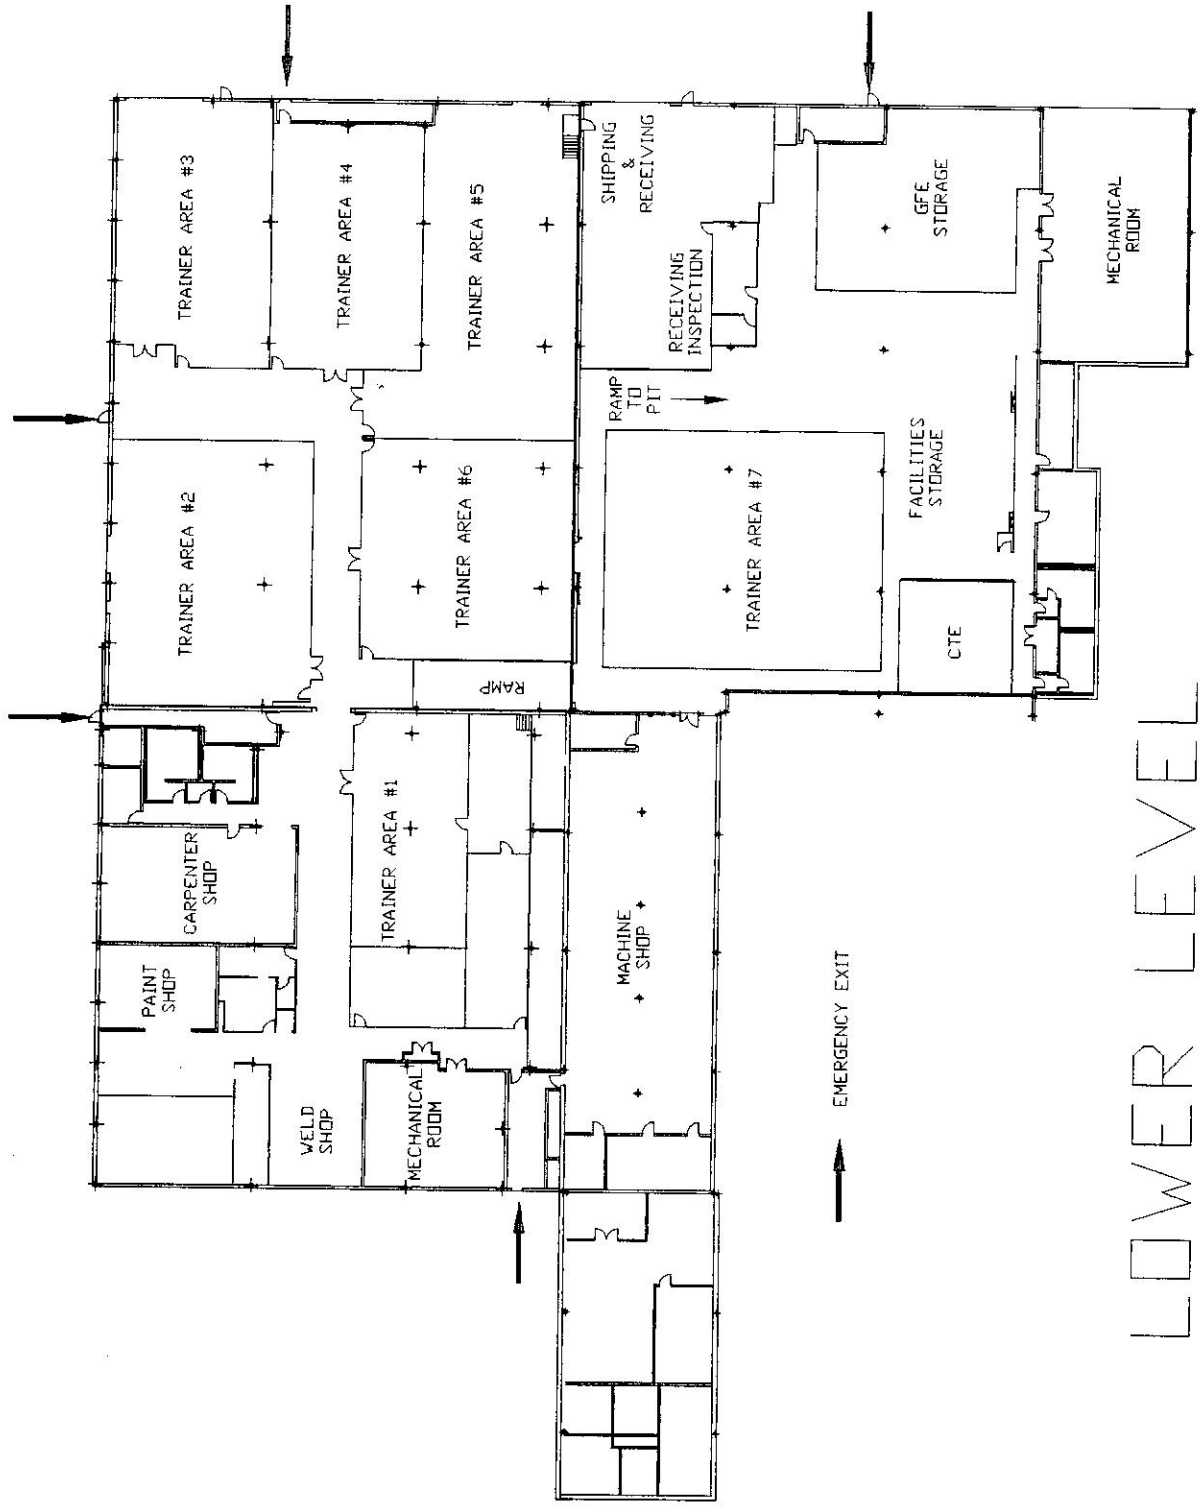 TRAINER AREA #3
TRAINER AREA #4
TRAINER AREA #5
SHIPPING
&
RECEIVING
RECEIVING
INSPECTION
GFE
STORAGE
MECHANICAL
ROOM
RAMP
TO
PIT
TRAINER AREA #2
TRAINER AREA #6
TRAINER AREA #7
FACILITIES
STORAGE
CTE
RAMP
CARPENTER
SHOP
TRAINER AREA #1
PAINT
SHOP
MACHINE
SHOP
WELD
SHOP
MECHANICAL
ROOM
EMERGENCY EXIT
LOWER LEVEL